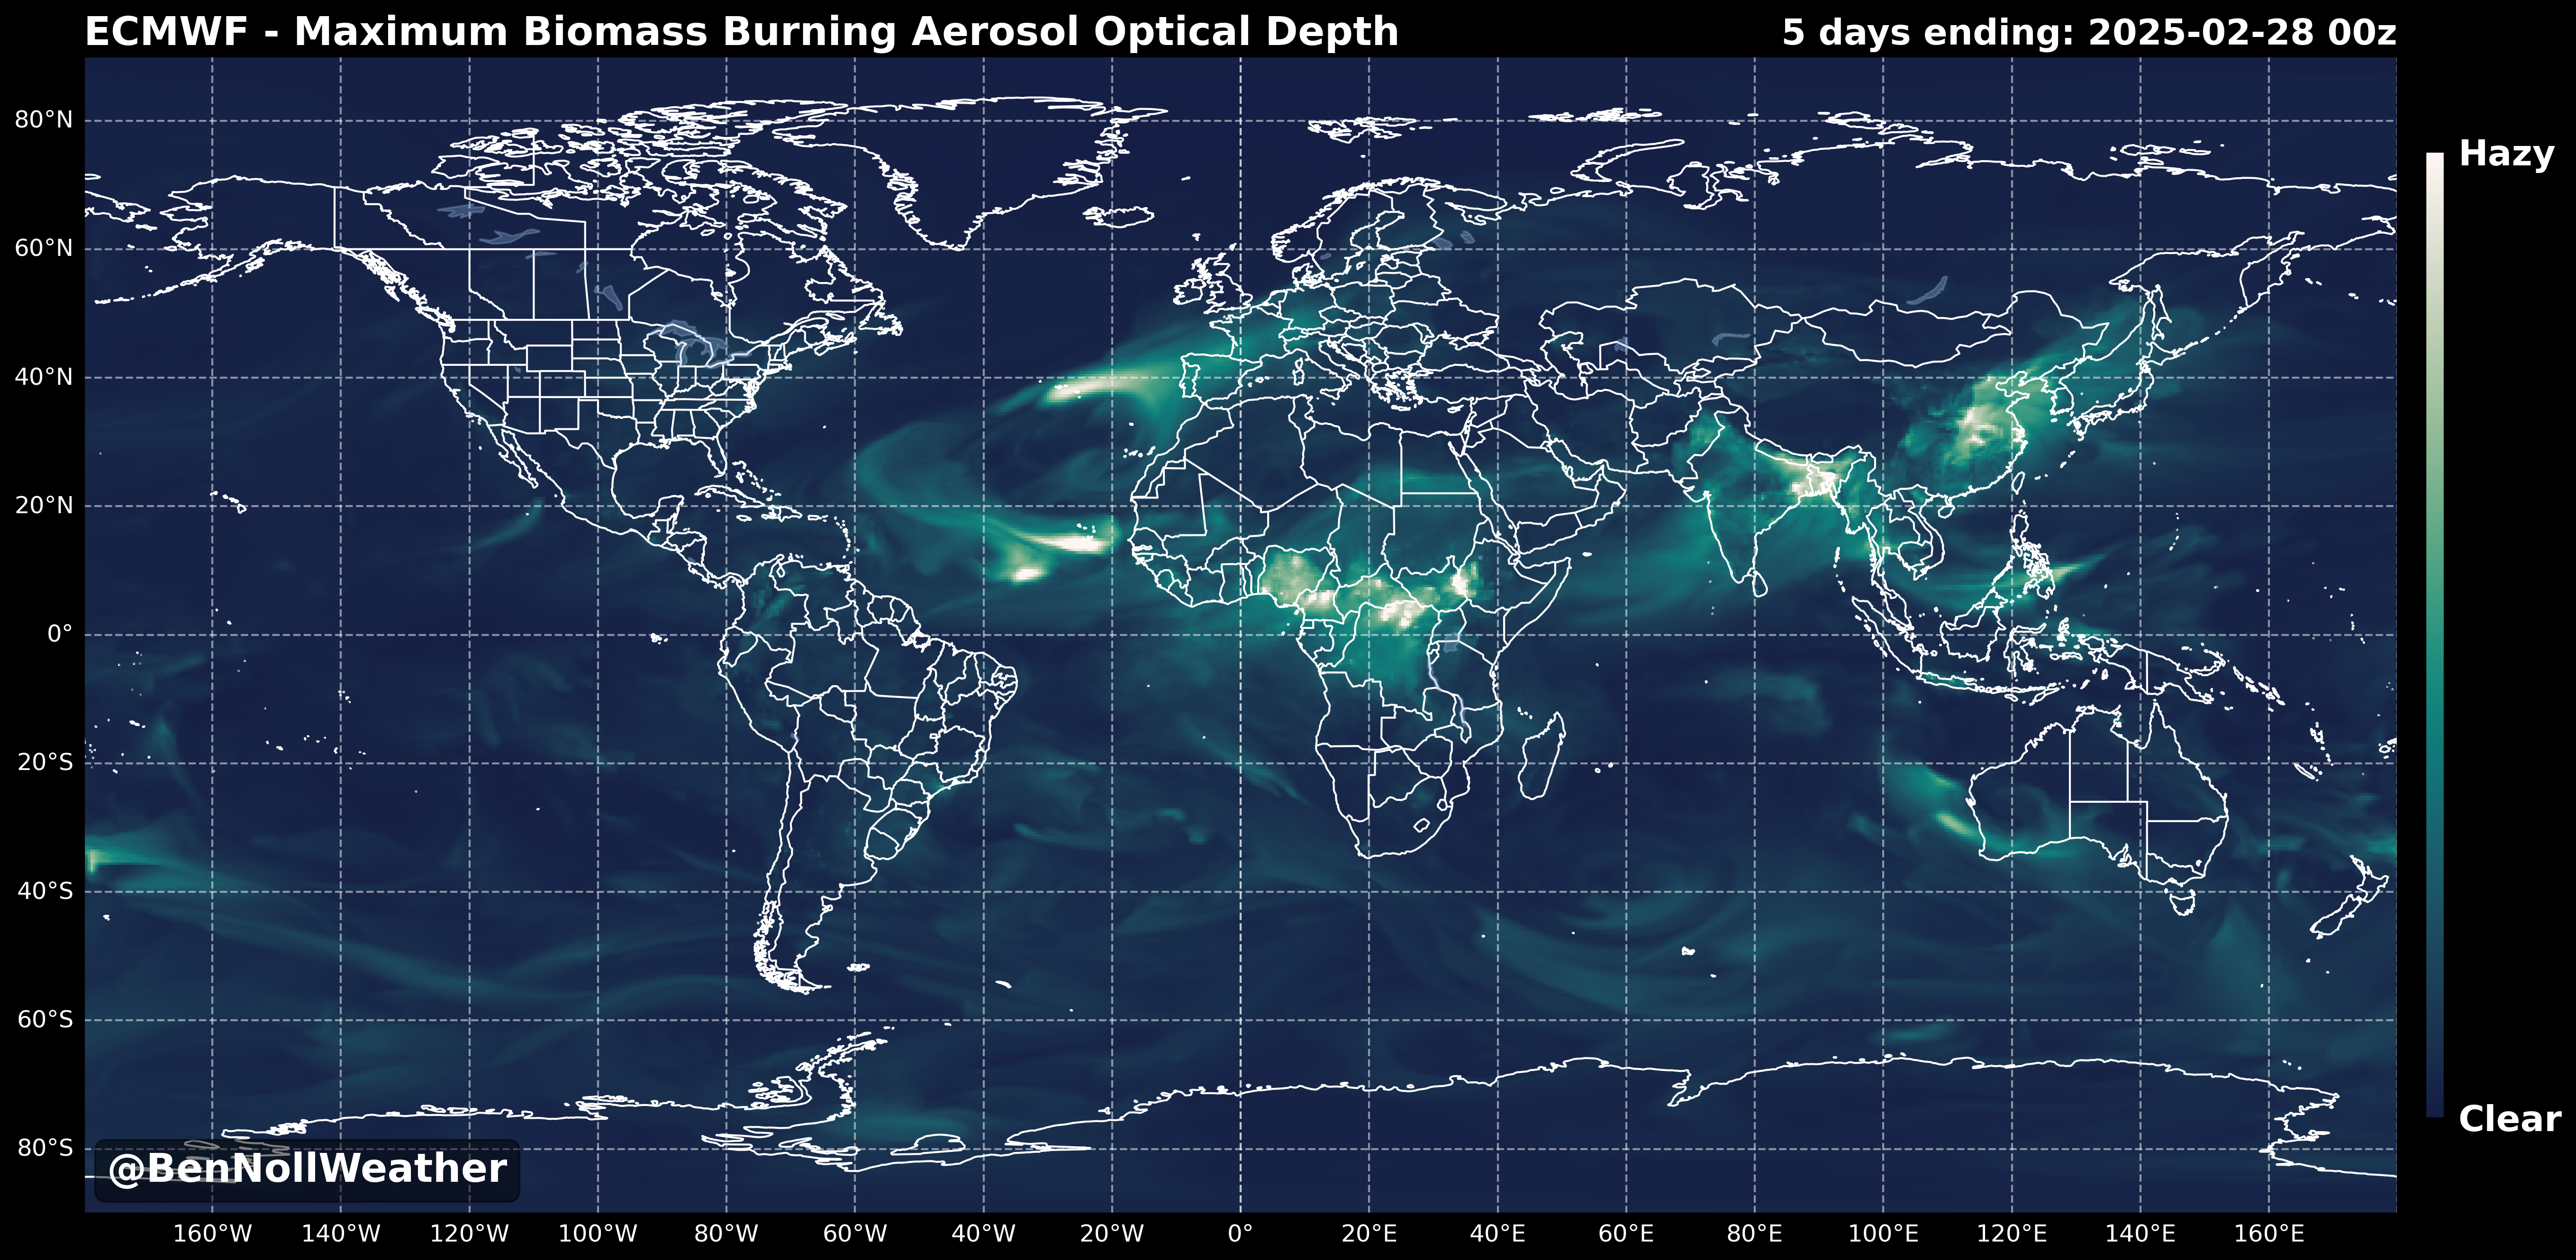 ECMWF - Maximum Biomass Burning Aerosol Optical Depth
5 days ending: 2025-02-28 00z
80°N
60°N
40°N
20°N
0°
20°S
40°S
60°S
80°S
Hazy
Clear
@BenNollWeather
160°W 140°W 120°W 100°W 80°W 60°W 40°W 20°W 0° 20°E 40°E 60°E 80°E 100°E 120°E 140°E 160°E